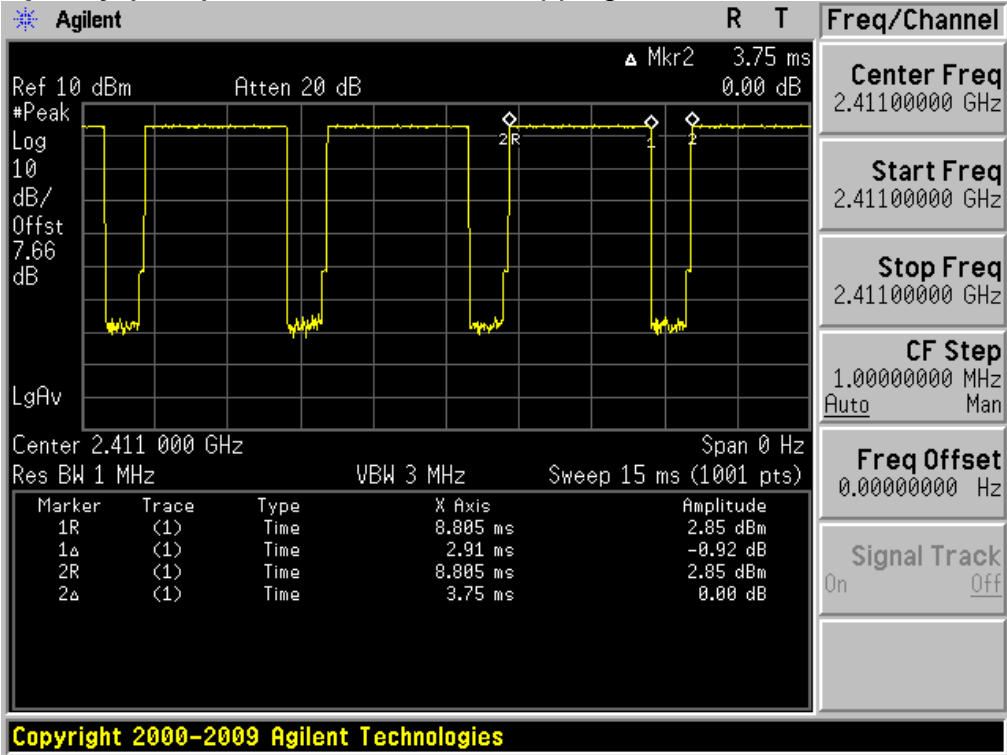 Agilent R T Freq/Channel
Δ Mkr2 3.75 ms
Ref 10 dBm Atten 20 dB 0.00 dB
#Peak
Log
10
dB/
Offst
7.66
dB
LgAv
2R 1 2
Center 2.411 000 GHz Span 0 Hz
Res BW 1 MHz VBW 3 MHz Sweep 15 ms (1001 pts)
Marker Trace Type X Axis Amplitude
1R (1) Time 8.805 ms 2.85 dBm
1Δ (1) Time 2.91 ms -0.92 dB
2R (1) Time 8.805 ms 2.85 dBm
2Δ (1) Time 3.75 ms 0.00 dB
Center Freq
2.41100000 GHz
Start Freq
2.41100000 GHz
Stop Freq
2.41100000 GHz
CF Step
1.00000000 MHz
Auto Man
Freq Offset
0.00000000 Hz
Signal Track
On Off
Copyright 2000-2009 Agilent Technologies